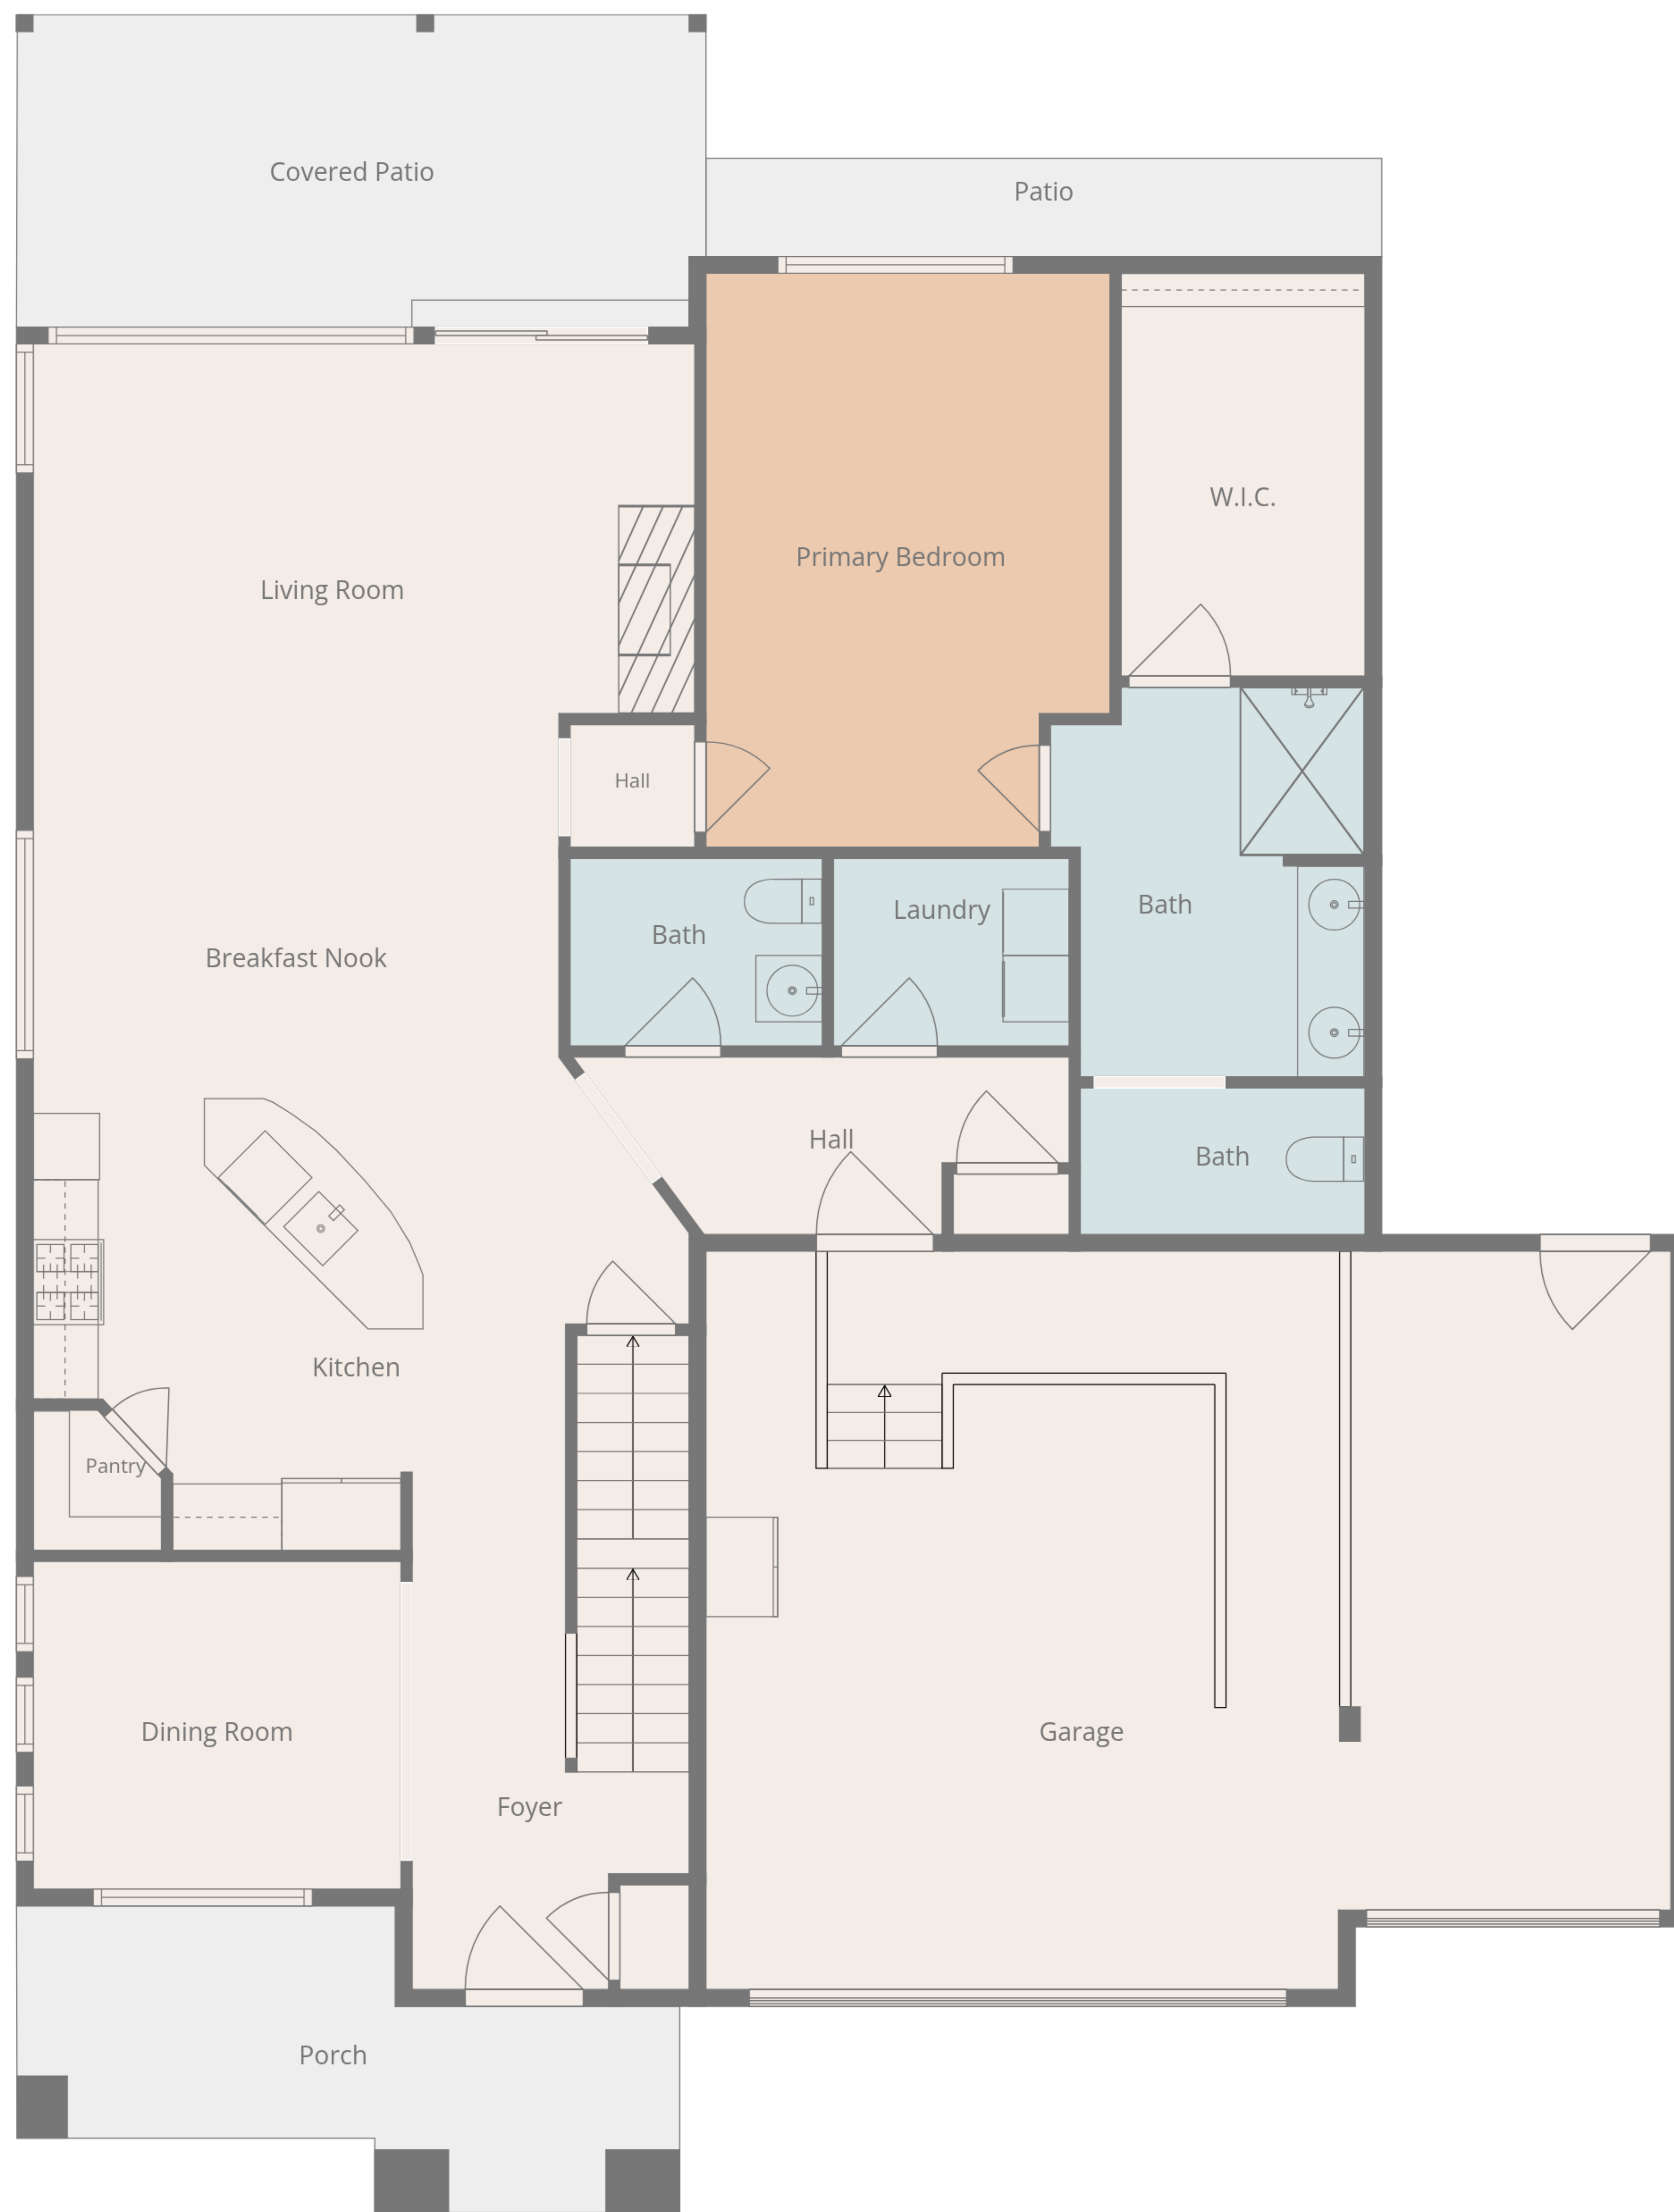 Covered Patio
Patio
W.I.C.
Primary Bedroom
Living Room
Hall
Bath
Laundry
Bath
Breakfast Nook
Hall
Bath
Kitchen
Pantry
Dining Room
Garage
Foyer
Porch